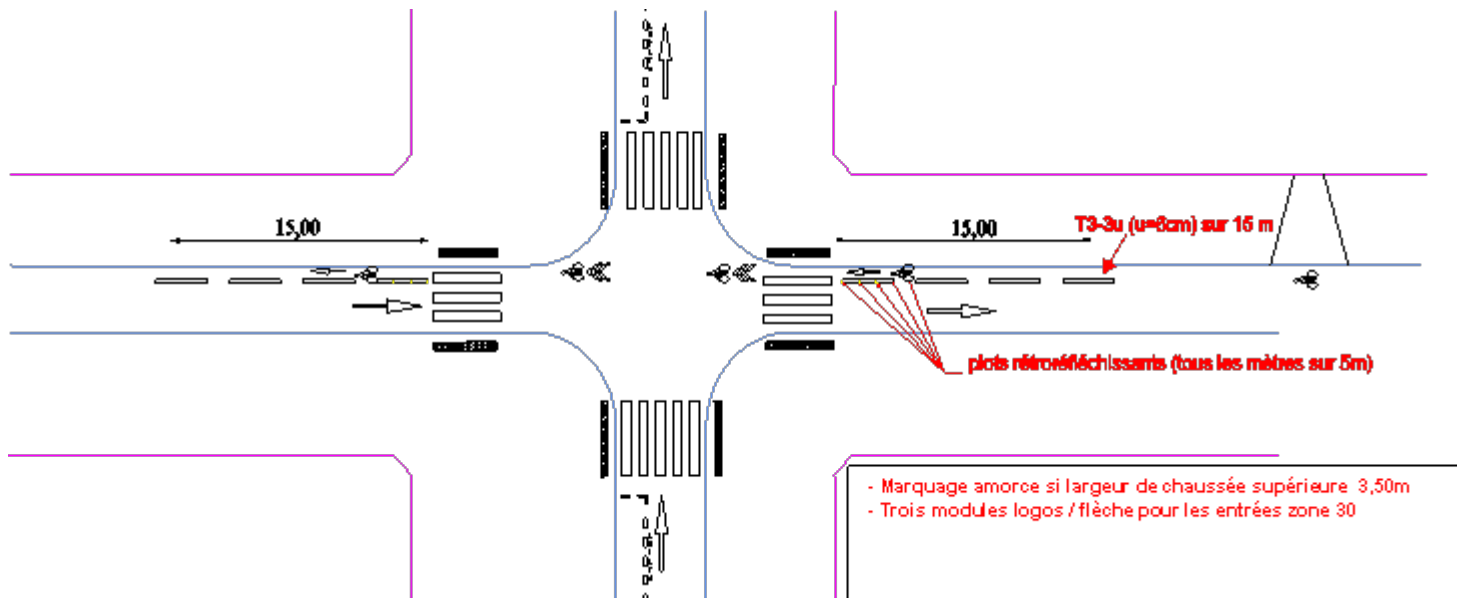 15,00
15,00
T3-3u (u=5cm) sur 15 m
plots rétroréfléchissants (tous les mètres sur 5m)
- Marquage amorce si largeur de chaussée supérieure 3,50m
- Trois modules logos / flèche pour les entrées zone 30